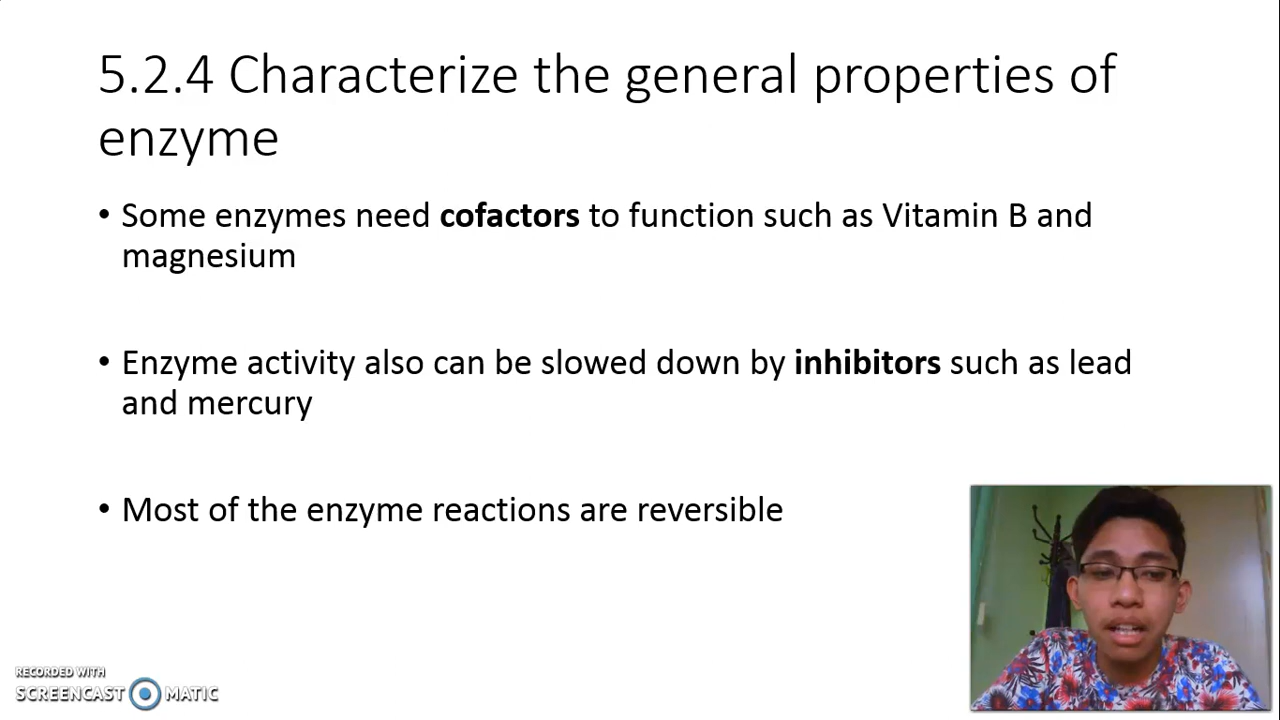 5.2.4 Characterize the general properties of
enzyme
• Some enzymes need cofactors to function such as Vitamin B and
magnesium
• Enzyme activity also can be slowed down by inhibitors such as lead
and mercury
• Most of the enzyme reactions are reversible
RECORDED WITH
SCREENCAST MATIC